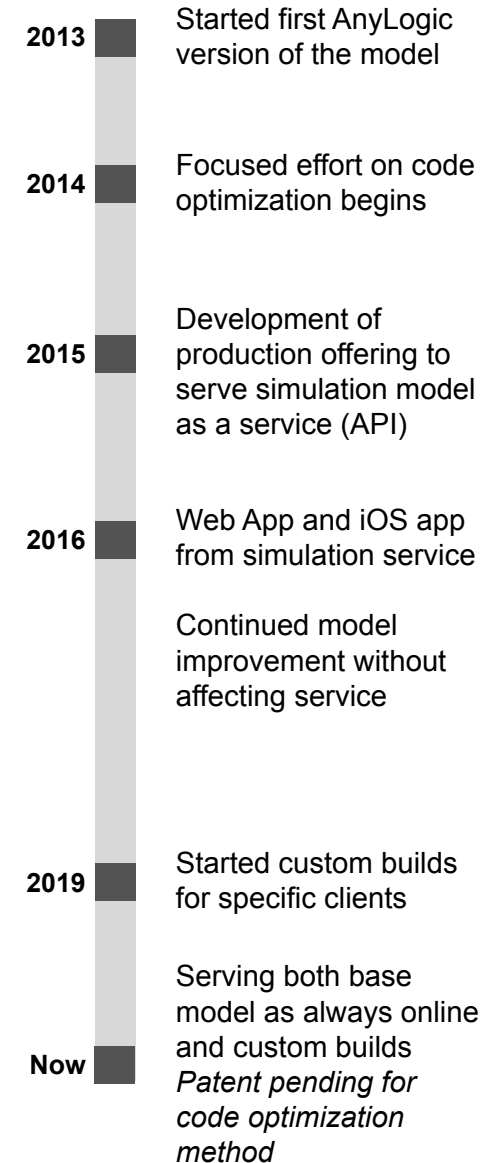 2013
Started first AnyLogic
version of the model
2014
Focused effort on code
optimization begins
2015
Development of
production offering to
serve simulation model
as a service (API)
2016
Web App and iOS app
from simulation service
Continued model
improvement without
affecting service
2019
Started custom builds
for specific clients
Now
Serving both base
model as always online
and custom builds
Patent pending for
code optimization
method